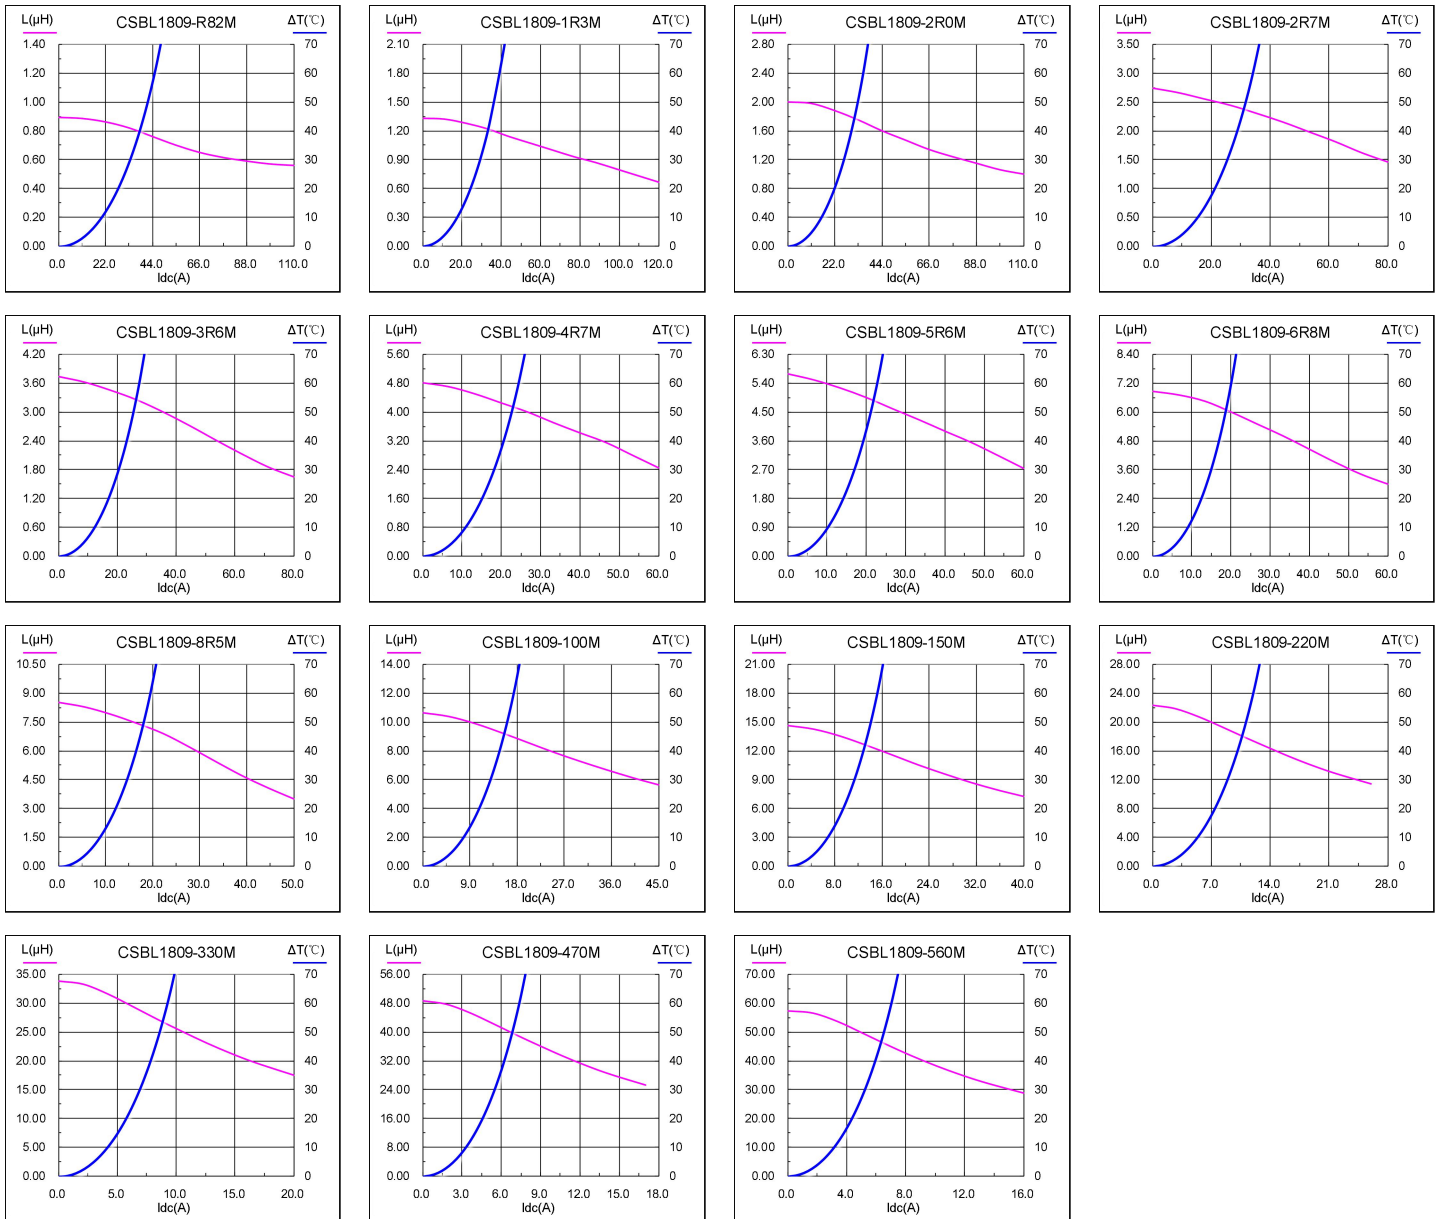 L(μH) CSBL1809-R82M ΔT(℃)
1.40 70
1.20 60
1.00 50
0.80 40
0.60 30
0.40 20
0.20 10
0.00 0
0.0 22.0 44.0 66.0 88.0 110.0
Idc(A)
L(μH) CSBL1809-1R3M ΔT(℃)
2.10 70
1.80 60
1.50 50
1.20 40
0.90 30
0.60 20
0.30 10
0.00 0
0.0 20.0 40.0 60.0 80.0 100.0 120.0
Idc(A)
L(μH) CSBL1809-2R0M ΔT(℃)
2.80 70
2.40 60
2.00 50
1.60 40
1.20 30
0.80 20
0.40 10
0.00 0
0.0 22.0 44.0 66.0 88.0 110.0
Idc(A)
L(μH) CSBL1809-2R7M ΔT(℃)
3.50 70
3.00 60
2.50 50
2.00 40
1.50 30
1.00 20
0.50 10
0.00 0
0.0 20.0 40.0 60.0 80.0
Idc(A)
L(μH) CSBL1809-3R6M ΔT(℃)
4.20 70
3.60 60
3.00 50
2.40 40
1.80 30
1.20 20
0.60 10
0.00 0
0.0 20.0 40.0 60.0 80.0
Idc(A)
L(μH) CSBL1809-4R7M ΔT(℃)
5.60 70
4.80 60
4.00 50
3.20 40
2.40 30
1.60 20
0.80 10
0.00 0
0.0 10.0 20.0 30.0 40.0 50.0 60.0
Idc(A)
L(μH) CSBL1809-5R6M ΔT(℃)
6.30 70
5.40 60
4.50 50
3.60 40
2.70 30
1.80 20
0.90 10
0.00 0
0.0 10.0 20.0 30.0 40.0 50.0 60.0
Idc(A)
L(μH) CSBL1809-6R8M ΔT(℃)
8.40 70
7.20 60
6.00 50
4.80 40
3.60 30
2.40 20
1.20 10
0.00 0
0.0 10.0 20.0 30.0 40.0 50.0 60.0
Idc(A)
L(μH) CSBL1809-8R5M ΔT(℃)
10.50 70
9.00 60
7.50 50
6.00 40
4.50 30
3.00 20
1.50 10
0.00 0
0.0 10.0 20.0 30.0 40.0 50.0
Idc(A)
L(μH) CSBL1809-100M ΔT(℃)
14.00 70
12.00 60
10.00 50
8.00 40
6.00 30
4.00 20
2.00 10
0.00 0
0.0 9.0 18.0 27.0 36.0 45.0
Idc(A)
L(μH) CSBL1809-150M ΔT(℃)
21.00 70
18.00 60
15.00 50
12.00 40
9.00 30
6.00 20
3.00 10
0.00 0
0.0 8.0 16.0 24.0 32.0 40.0
Idc(A)
L(μH) CSBL1809-220M ΔT(℃)
28.00 70
24.00 60
20.00 50
16.00 40
12.00 30
8.00 20
4.00 10
0.00 0
0.0 7.0 14.0 21.0 28.0
Idc(A)
L(μH) CSBL1809-330M ΔT(℃)
35.00 70
30.00 60
25.00 50
20.00 40
15.00 30
10.00 20
5.00 10
0.00 0
0.0 5.0 10.0 15.0 20.0
Idc(A)
L(μH) CSBL1809-470M ΔT(℃)
56.00 70
48.00 60
40.00 50
32.00 40
24.00 30
16.00 20
8.00 10
0.00 0
0.0 3.0 6.0 9.0 12.0 15.0 18.0
Idc(A)
L(μH) CSBL1809-560M ΔT(℃)
70.00 70
60.00 60
50.00 50
40.00 40
30.00 30
20.00 20
10.00 10
0.00 0
0.0 4.0 8.0 12.0 16.0
Idc(A)